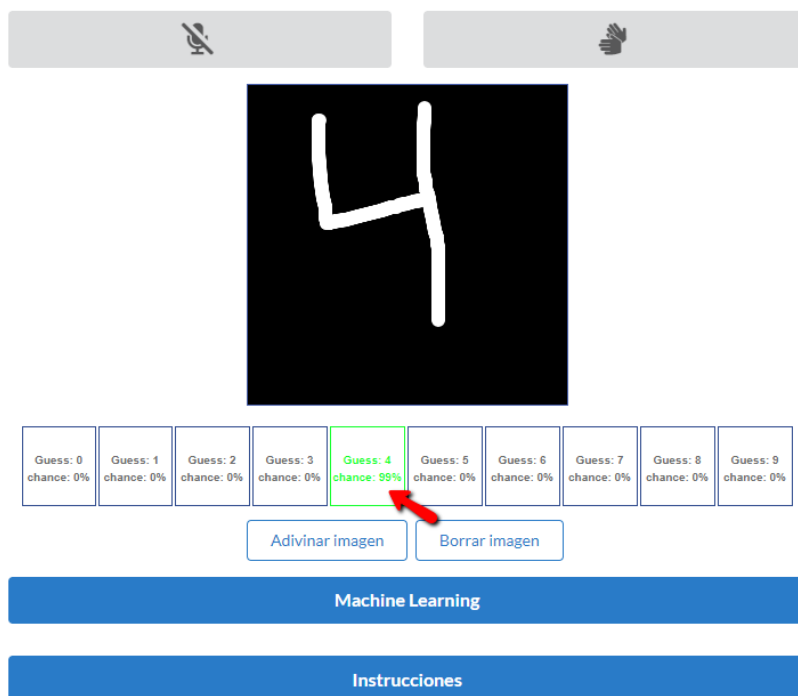 4
Guess: 0 Guess: 1 Guess: 2 Guess: 3 Guess: 4 Guess: 5 Guess: 6 Guess: 7 Guess: 8 Guess: 9
chance: 0% chance: 0% chance: 0% chance: 0% chance: 99% chance: 0% chance: 0% chance: 0% chance: 0% chance: 0%
Adivinar imagen Borrar imagen
Machine Learning
Instrucciones